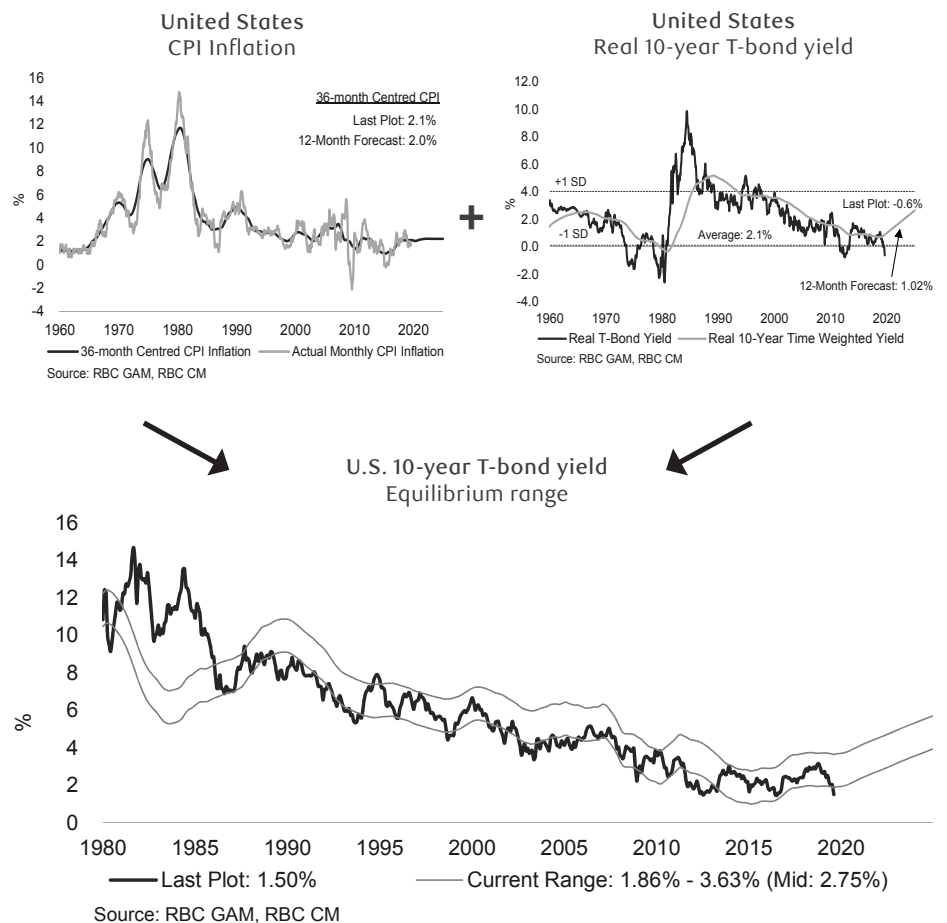 United States
CPI Inflation
16
14
12
10
8
6
4
2
0
-2
-4
%
36-month Centred CPI
Last Plot: 2.1%
12-Month Forecast: 2.0%
1960 1970 1980 1990 2000 2010 2020
36-month Centred CPI Inflation Actual Monthly CPI Inflation
Source: RBC GAM, RBC CM
+
United States
Real 10-year T-bond yield
12.0
10.0
8.0
6.0
4.0
2.0
0.0
-2.0
-4.0
%
+1 SD
-1 SD
Average: 2.1%
Last Plot: -0.6%
12-Month Forecast: 1.02%
1960 1970 1980 1990 2000 2010 2020
Real T-Bond Yield Real 10-Year Time Weighted Yield
Source: RBC GAM, RBC CM
U.S. 10-year T-bond yield
Equilibrium range
16
14
12
10
8
6
4
2
0
%
1980 1985 1990 1995 2000 2005 2010 2015 2020
Last Plot: 1.50% Current Range: 1.86% - 3.63% (Mid: 2.75%)
Source: RBC GAM, RBC CM